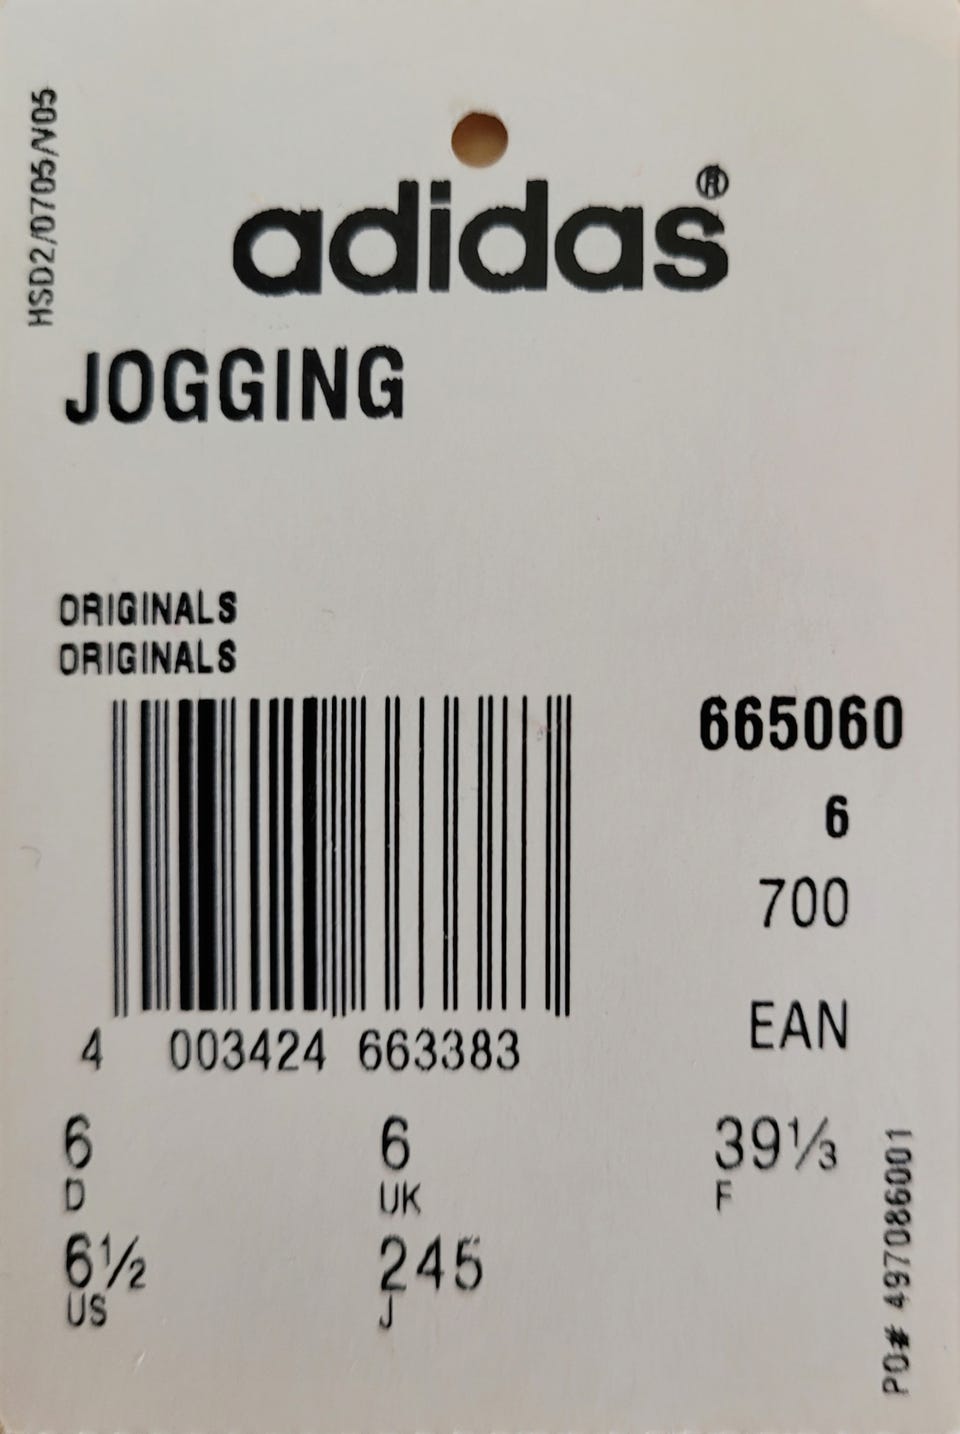 HSD2/0705/V05
adidas®
JOGGING
ORIGINALS
ORIGINALS
665060
6
700
EAN
4 003424 663383
6 6 39⅓
D UK F
6½ 245
US J
PO# 497086001